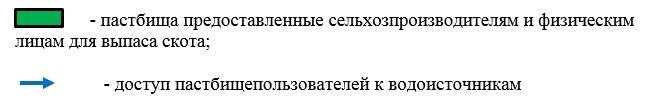 - пастбища предоставленные сельхозпроизводителям и физическим
лицам для выпаса скота;
- доступ пастбищепользователей к водоисточникам